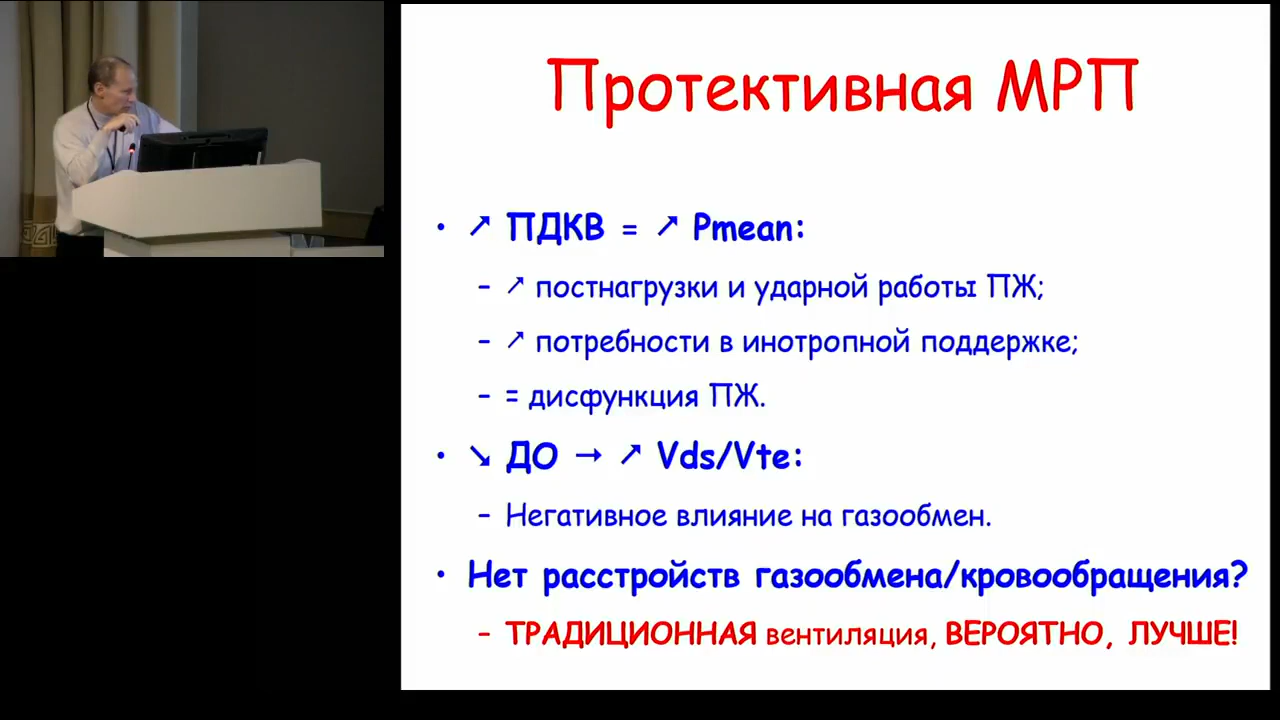 Протективная МРП
• ↗ ПДКВ = ↗ Pmean:
– ↗ постнагрузки и ударной работы ПЖ;
– ↗ потребности в инотропной поддержке;
– = дисфункция ПЖ.
• ↘ ДО → ↗ Vds/Vte:
– Негативное влияние на газообмен.
• Нет расстройств газообмена/кровообращения?
– ТРАДИЦИОННАЯ вентиляция, ВЕРОЯТНО, ЛУЧШЕ!